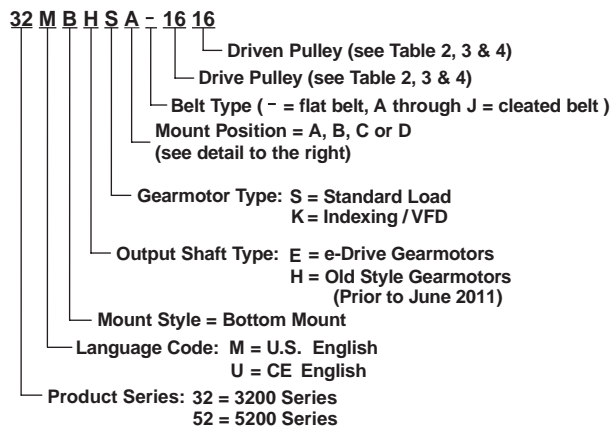 32 M B H S A - 16 16
Driven Pulley (see Table 2, 3 & 4)
Drive Pulley (see Table 2, 3 & 4)
Belt Type ( - = flat belt, A through J = cleated belt )
Mount Position = A, B, C or D
(see detail to the right)
Gearmotor Type: S = Standard Load
K = Indexing / VFD
Output Shaft Type: E = e-Drive Gearmotors
H = Old Style Gearmotors
(Prior to June 2011)
Mount Style = Bottom Mount
Language Code: M = U.S. English
U = CE English
Product Series: 32 = 3200 Series
52 = 5200 Series